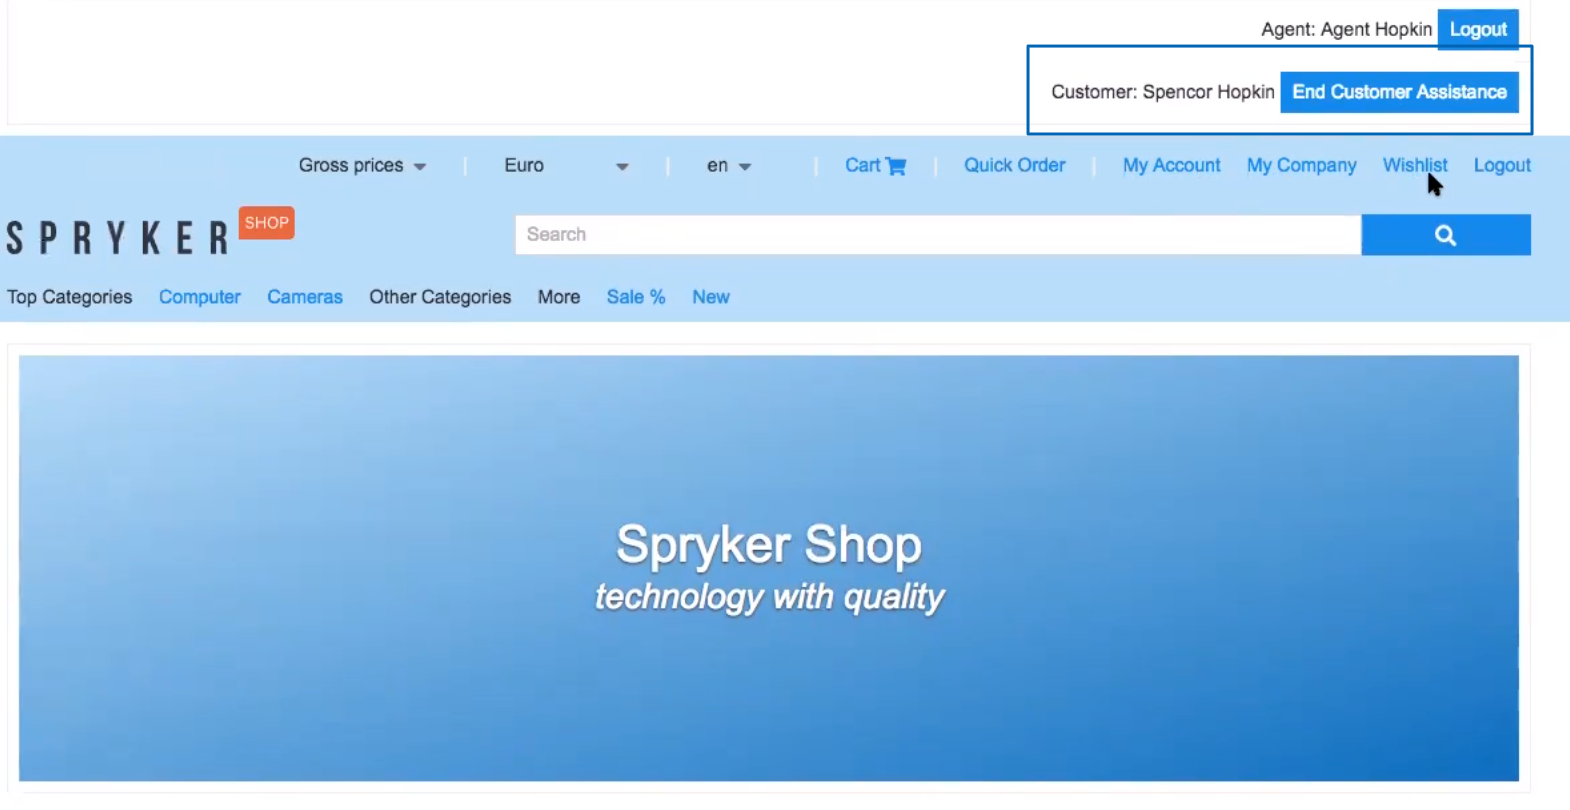 Agent: Agent Hopkin Logout
Customer: Spencor Hopkin End Customer Assistance
Gross prices | Euro | en | Cart | Quick Order | My Account My Company Wishlist Logout
SPRYKER SHOP
Search
Top Categories Computer Cameras Other Categories More Sale % New
Spryker Shop
technology with quality